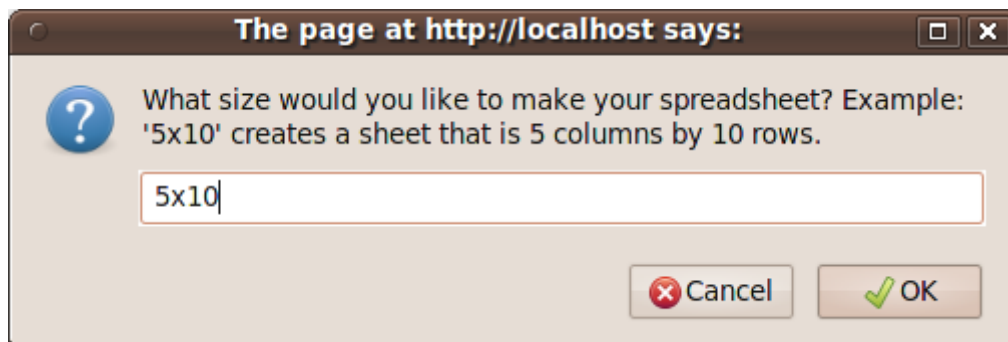 The page at http://localhost says:
What size would you like to make your spreadsheet? Example:
'5x10' creates a sheet that is 5 columns by 10 rows.
5x10
Cancel
OK